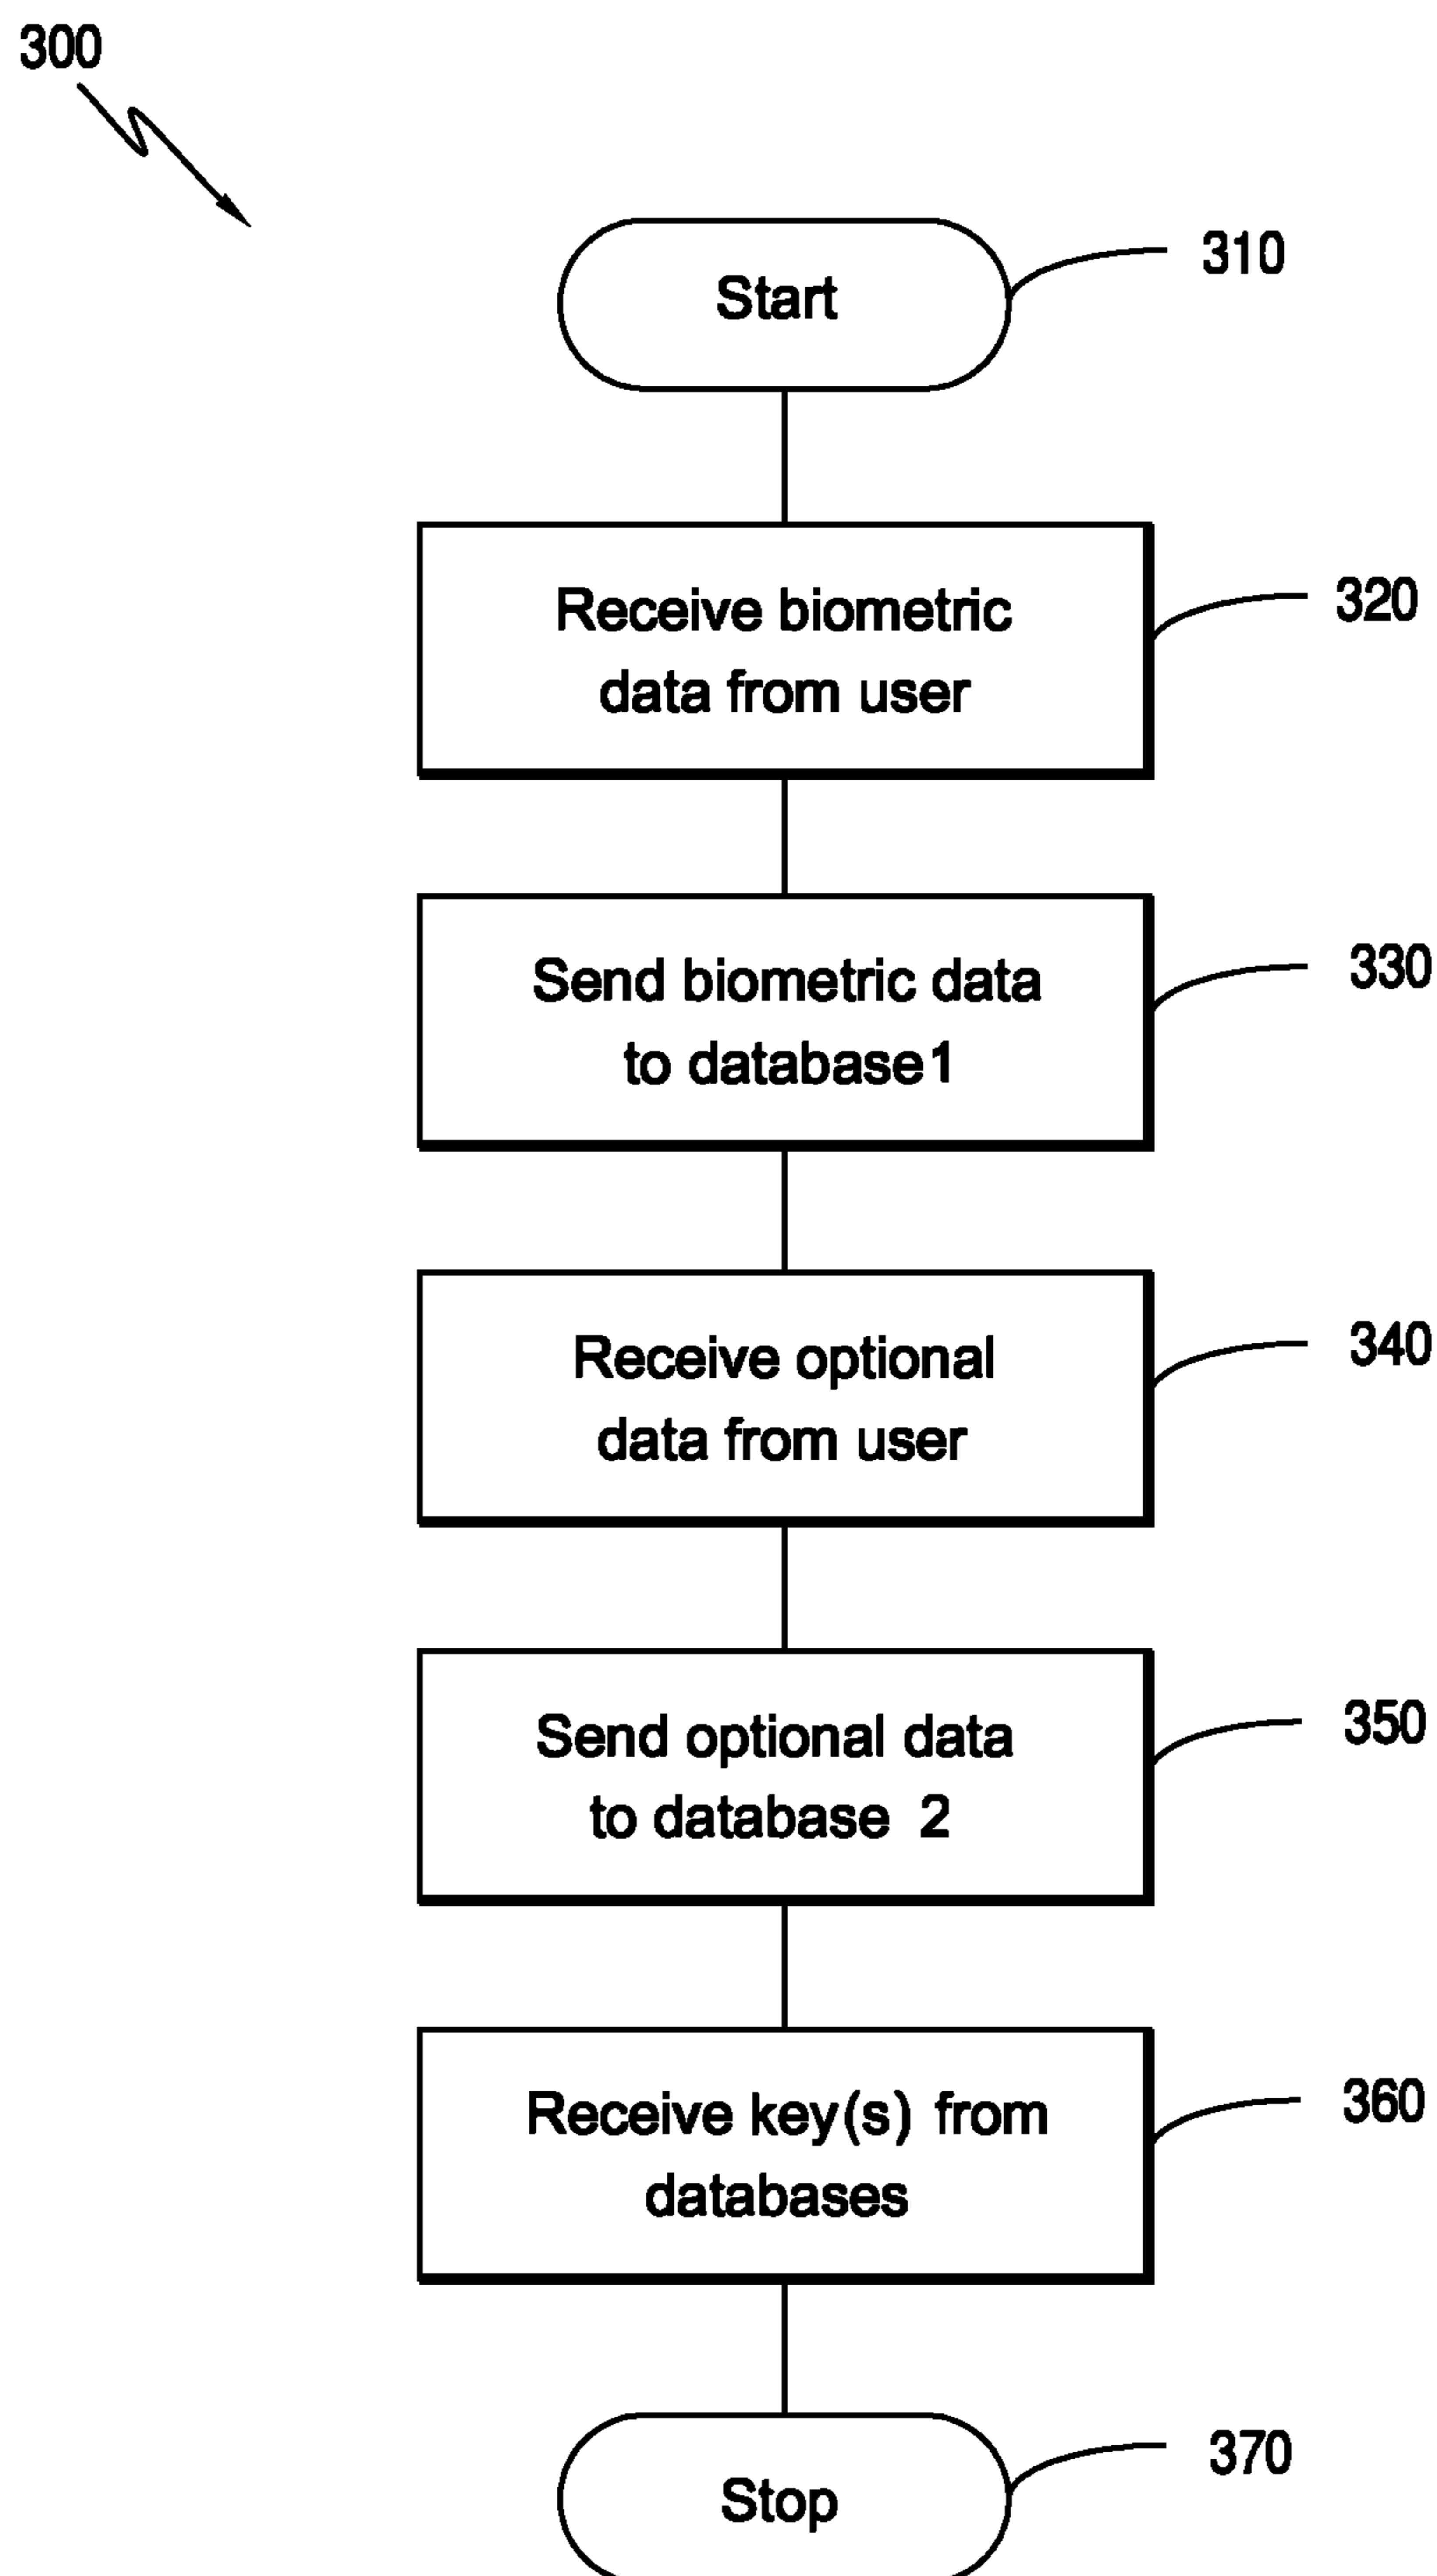 300
Start
310
Receive biometric
data from user
320
Send biometric data
to database1
330
Receive optional
data from user
340
Send optional data
to database 2
350
Receive key(s) from
databases
360
Stop
370